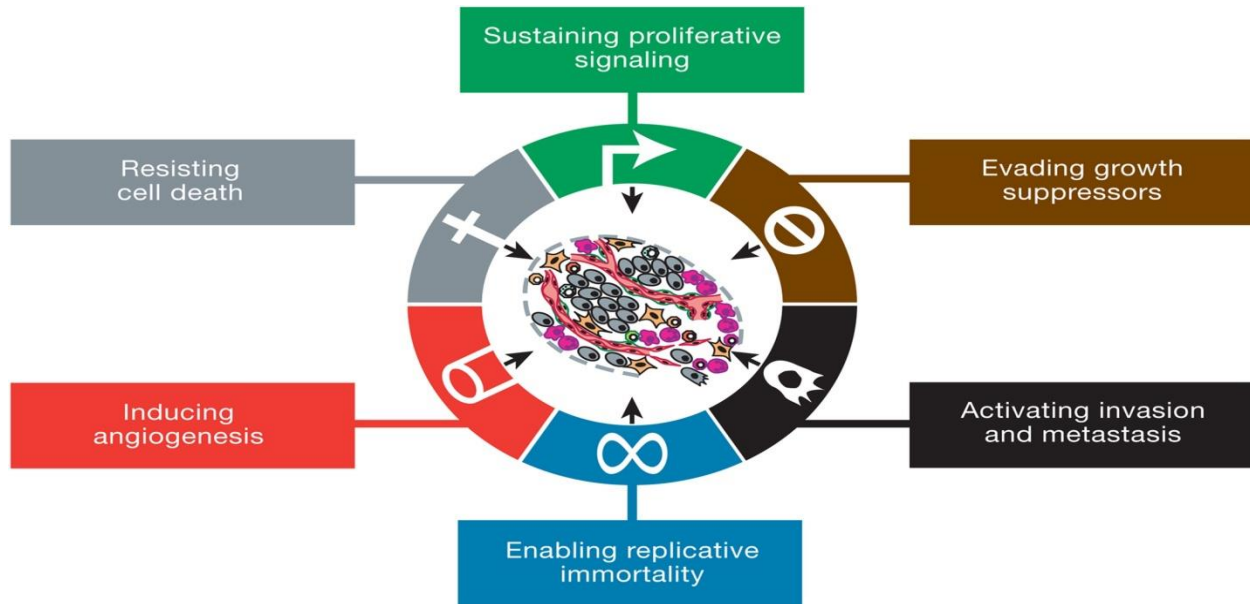 Sustaining proliferative
signaling
Resisting
cell death
Evading growth
suppressors
Inducing
angiogenesis
Activating invasion
and metastasis
Enabling replicative
immortality